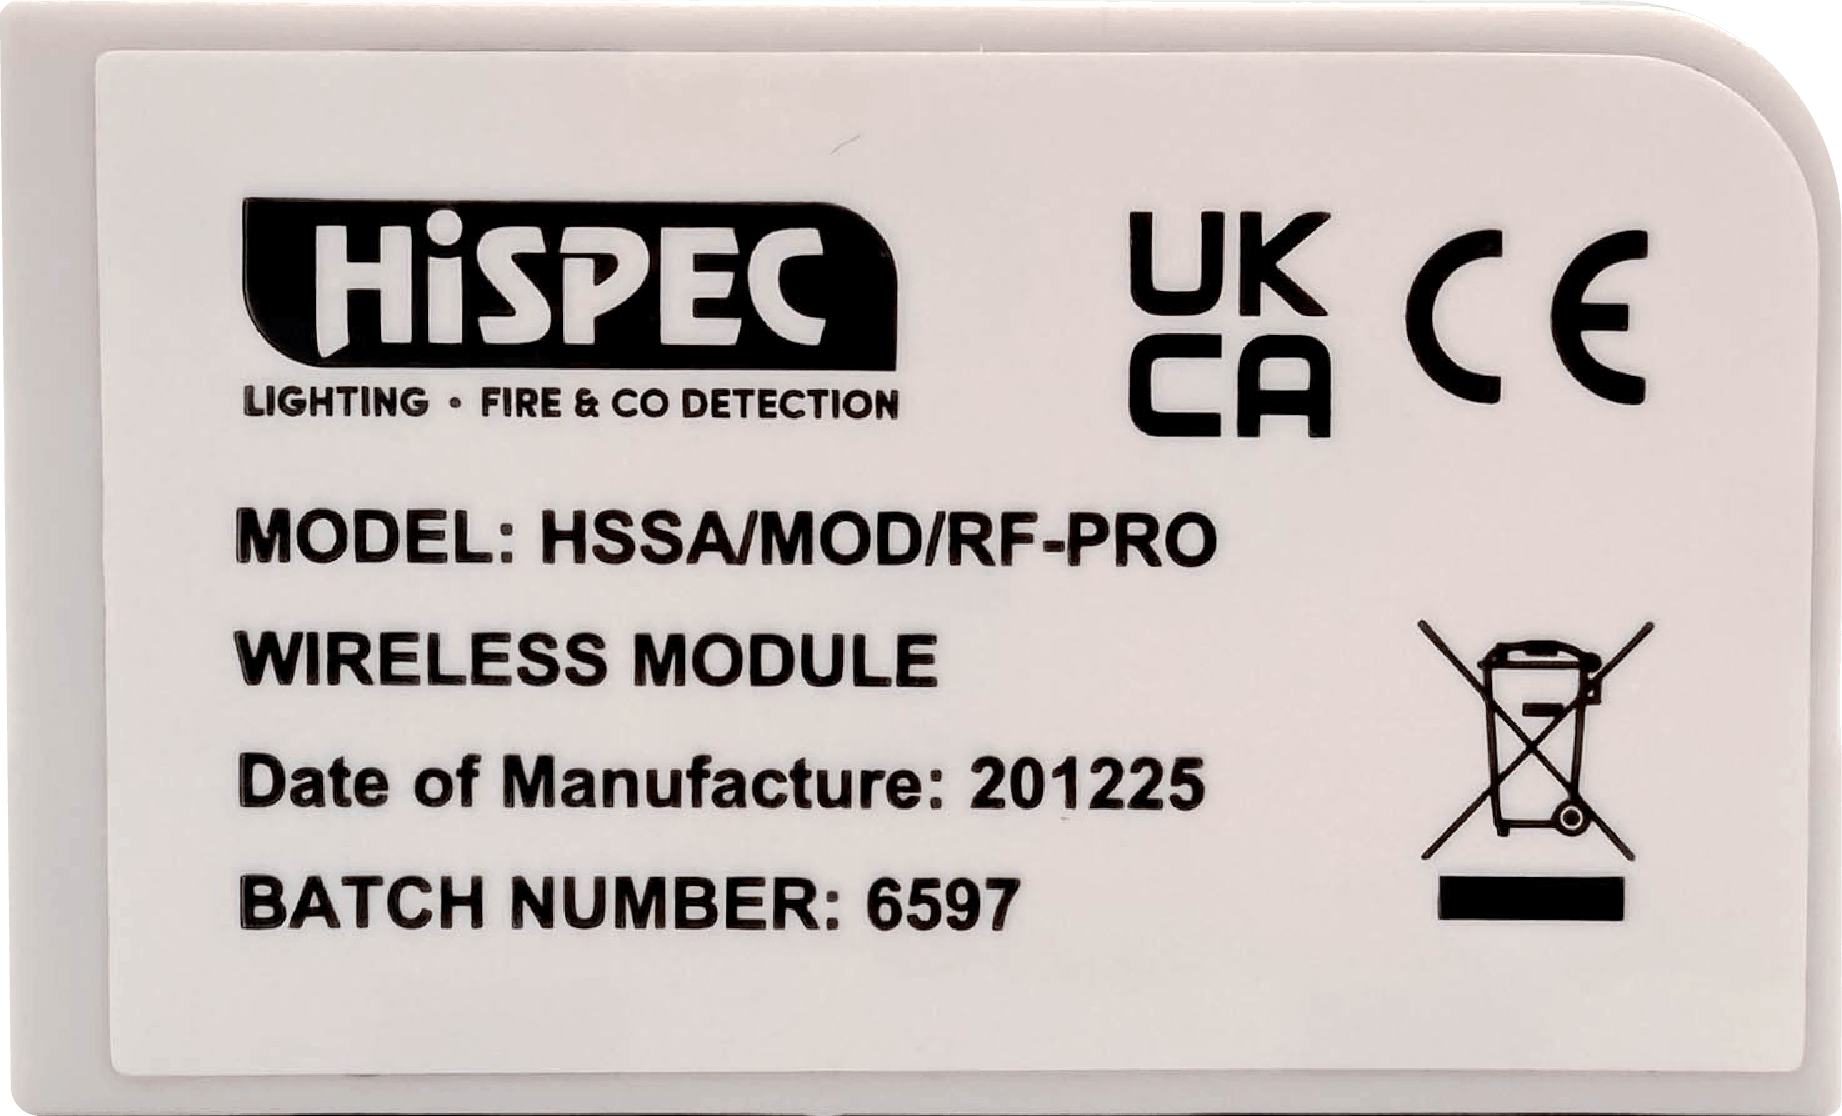 HiSPEC
LIGHTING • FIRE & CO DETECTION
UK
CA
CE
MODEL: HSSA/MOD/RF-PRO
WIRELESS MODULE
Date of Manufacture: 201225
BATCH NUMBER: 6597